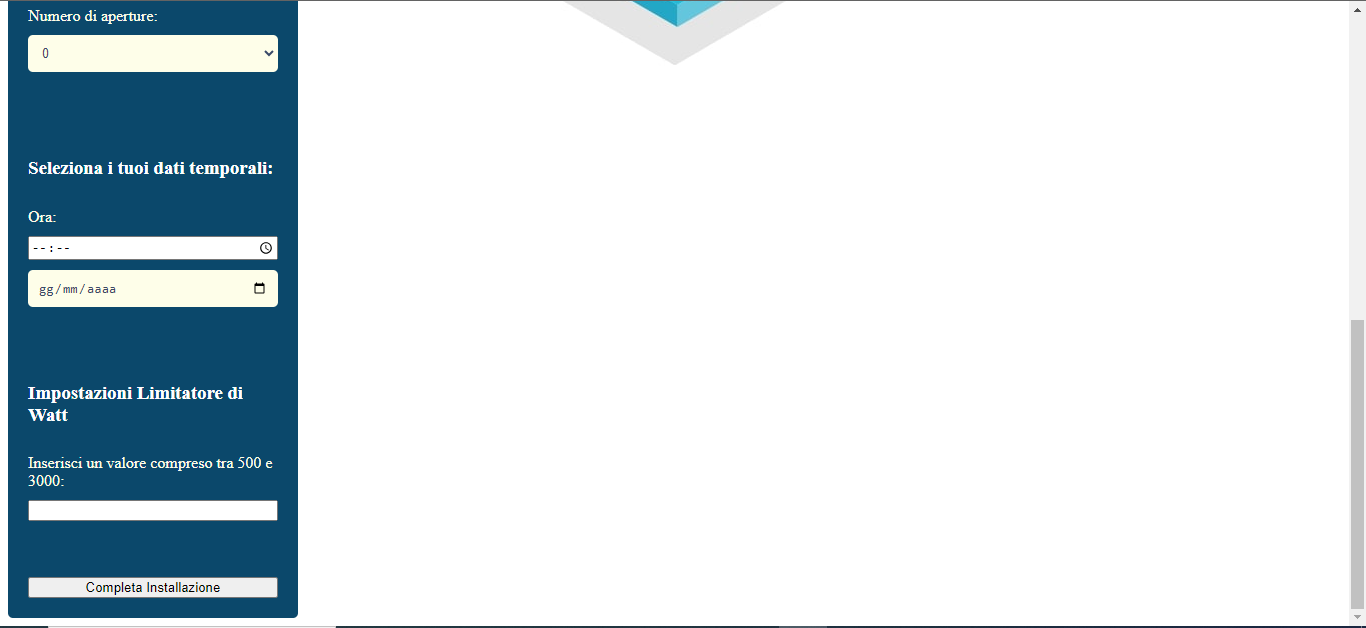 Numero di aperture:
0
Seleziona i tuoi dati temporali:
Ora:
--:--
gg/mm/aaaa
Impostazioni Limitatore di
Watt
Inserisci un valore compreso tra 500 e
3000:
Completa Installazione